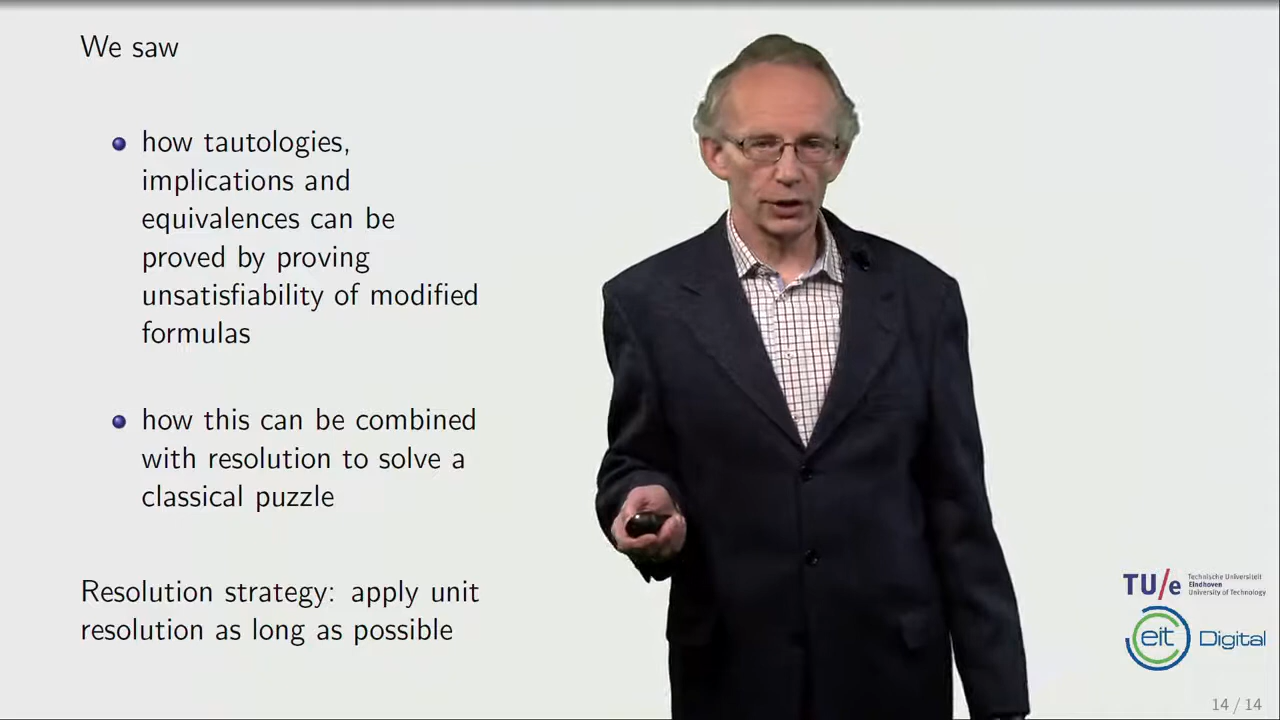 We saw
how tautologies,
implications and
equivalences can be
proved by proving
unsatisfiability of modified
formulas
how this can be combined
with resolution to solve a
classical puzzle
Resolution strategy: apply unit
resolution as long as possible
TU/e Technische Universiteit
Eindhoven
University of Technology
eit Digital
14 / 14